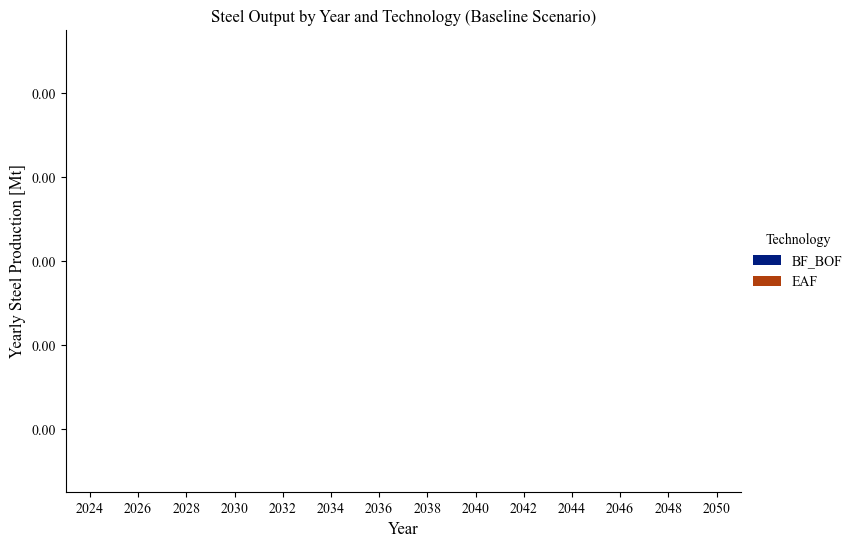 Steel Output by Year and Technology (Baseline Scenario)
Yearly Steel Production [Mt]
0.00
0.00
0.00
0.00
0.00
2024 2026 2028 2030 2032 2034 2036 2038 2040 2042 2044 2046 2048 2050
Year
Technology
BF_BOF
EAF